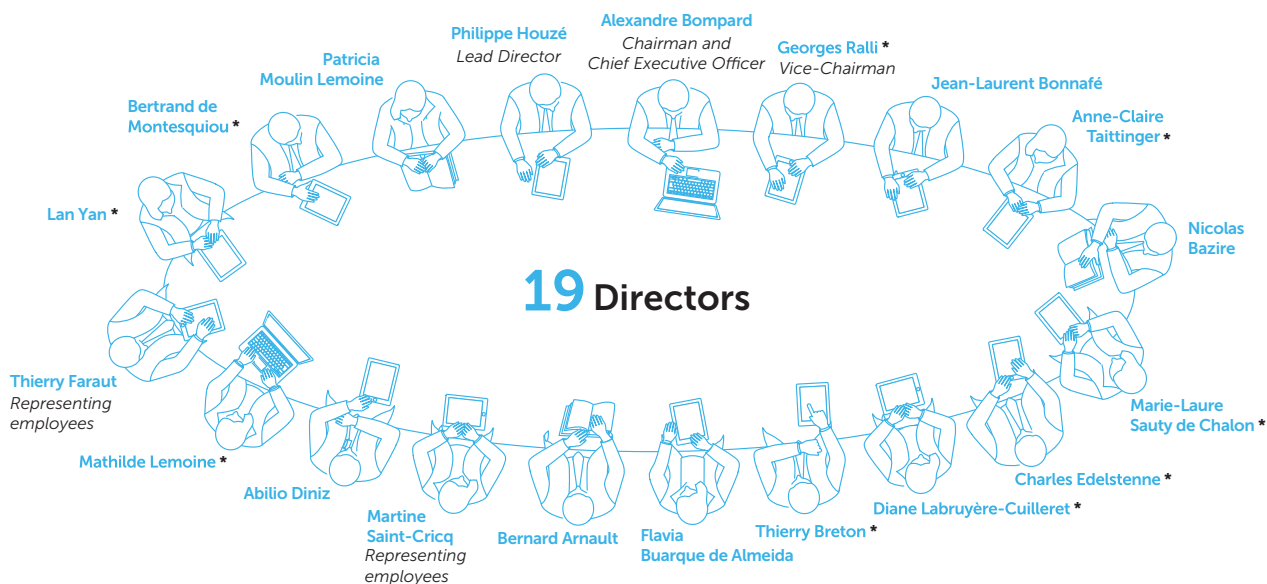 Alexandre Bompard
Chairman and
Chief Executive Officer
Philippe Houzé
Lead Director
Georges Ralli *
Vice-Chairman
Patricia
Moulin Lemoine
Jean-Laurent Bonnafé
Bertrand de
Montesquiou *
Anne-Claire
Taittinger *
Lan Yan *
Nicolas
Bazire
19 Directors
Thierry Faraut
Representing
employees
Marie-Laure
Sauty de Chalon *
Mathilde Lemoine *
Charles Edelstenne *
Abilio Diniz
Diane Labruyère-Cuilleret *
Martine
Saint-Cricq
Representing
employees
Bernard Arnault
Flavia
Buarque de Almeida
Thierry Breton *